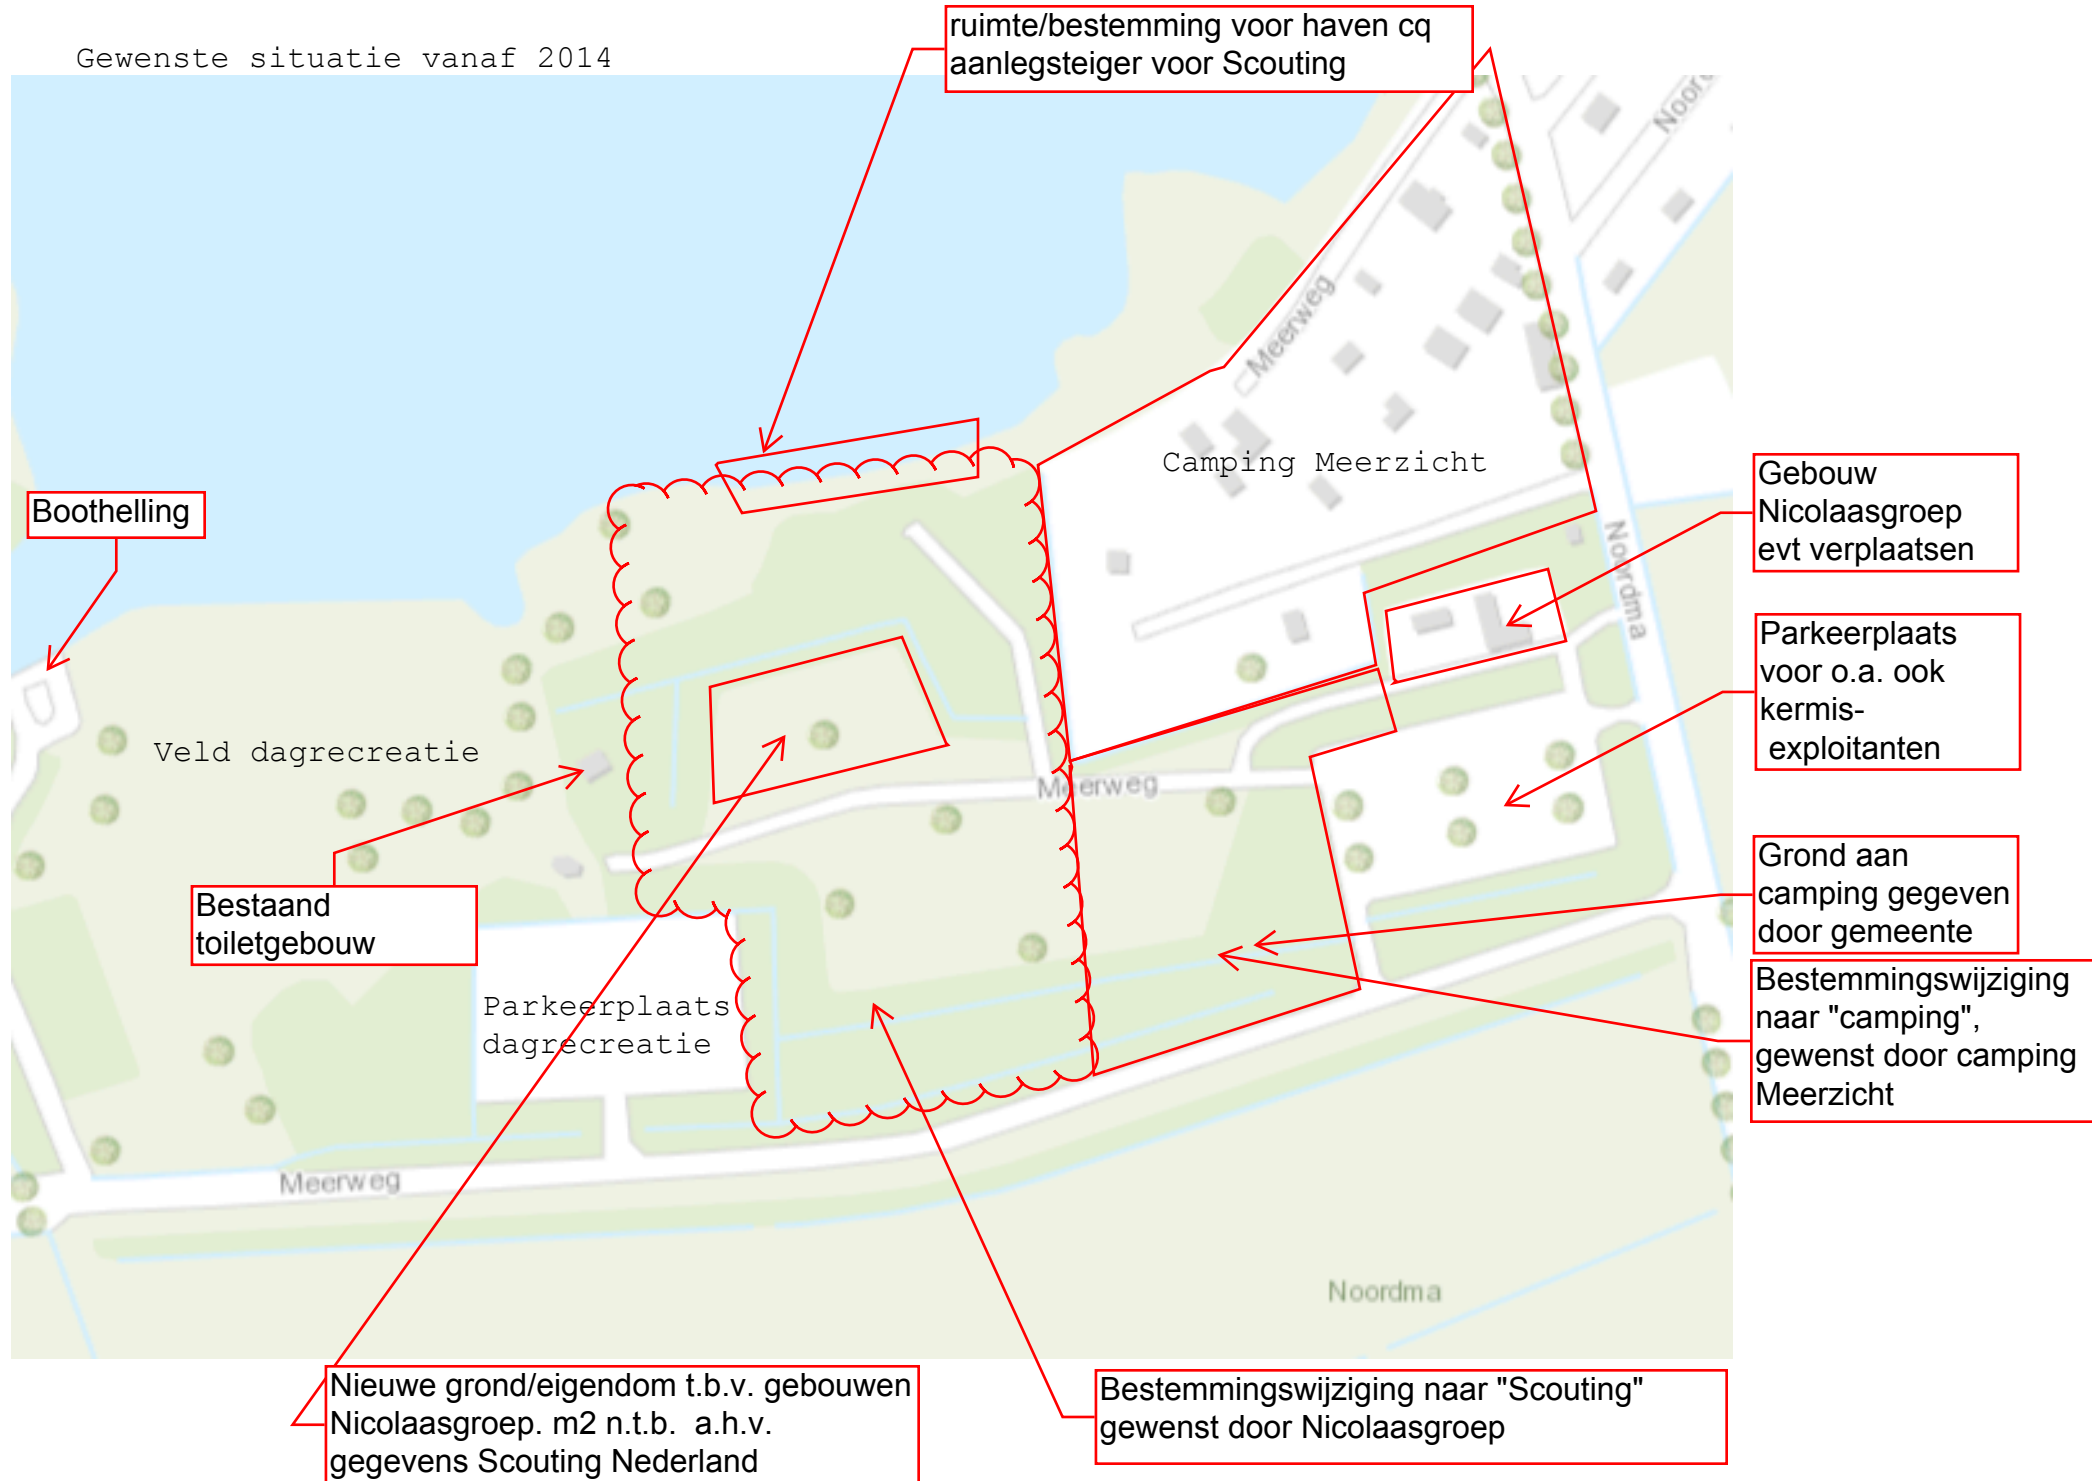 Gewenste situatie vanaf 2014
ruimte/bestemming voor haven cq
aanlegsteiger voor Scouting
Noord
Meerweg
Camping Meerzicht
Boothelling
Gebouw
Nicolaasgroep
evt verplaatsen
Noordma
Parkeerplaats
voor o.a. ook
kermis-
exploitanten
Veld dagrecreatie
Meerweg
Bestaand
toiletgebouw
Grond aan
camping gegeven
door gemeente
Bestemmingswijziging
naar "camping",
gewenst door camping
Meerzicht
Parkeerplaats
dagrecreatie
Meerweg
Noordma
Nieuwe grond/eigendom t.b.v. gebouwen
Nicolaasgroep. m2 n.t.b. a.h.v.
gegevens Scouting Nederland
Bestemmingswijziging naar "Scouting"
gewenst door Nicolaasgroep